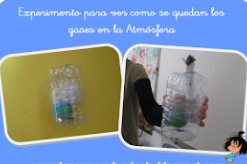 Experimento para ver como se quedan los
gases en la Atmósfera